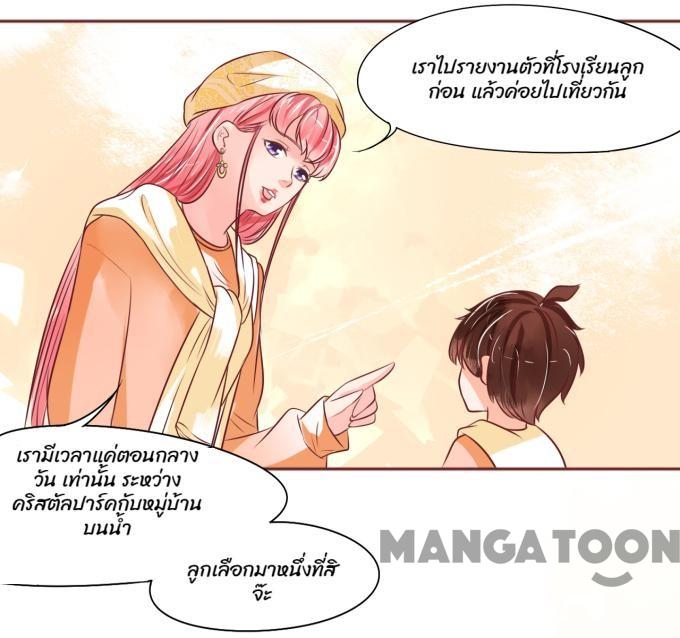 เราไปรายงานตัวที่โรงเรียนลูก
ก่อน แล้วค่อยไปเที่ยวกัน
เรามีเวลาแค่ตอนกลาง
วัน เท่านั้น ระหว่าง
คริสตัลปาร์คกับหมู่บ้าน
บนน้ำ
ลูกเลือกมาหนึ่งที่สิ
จ๊ะ
MANGATOON